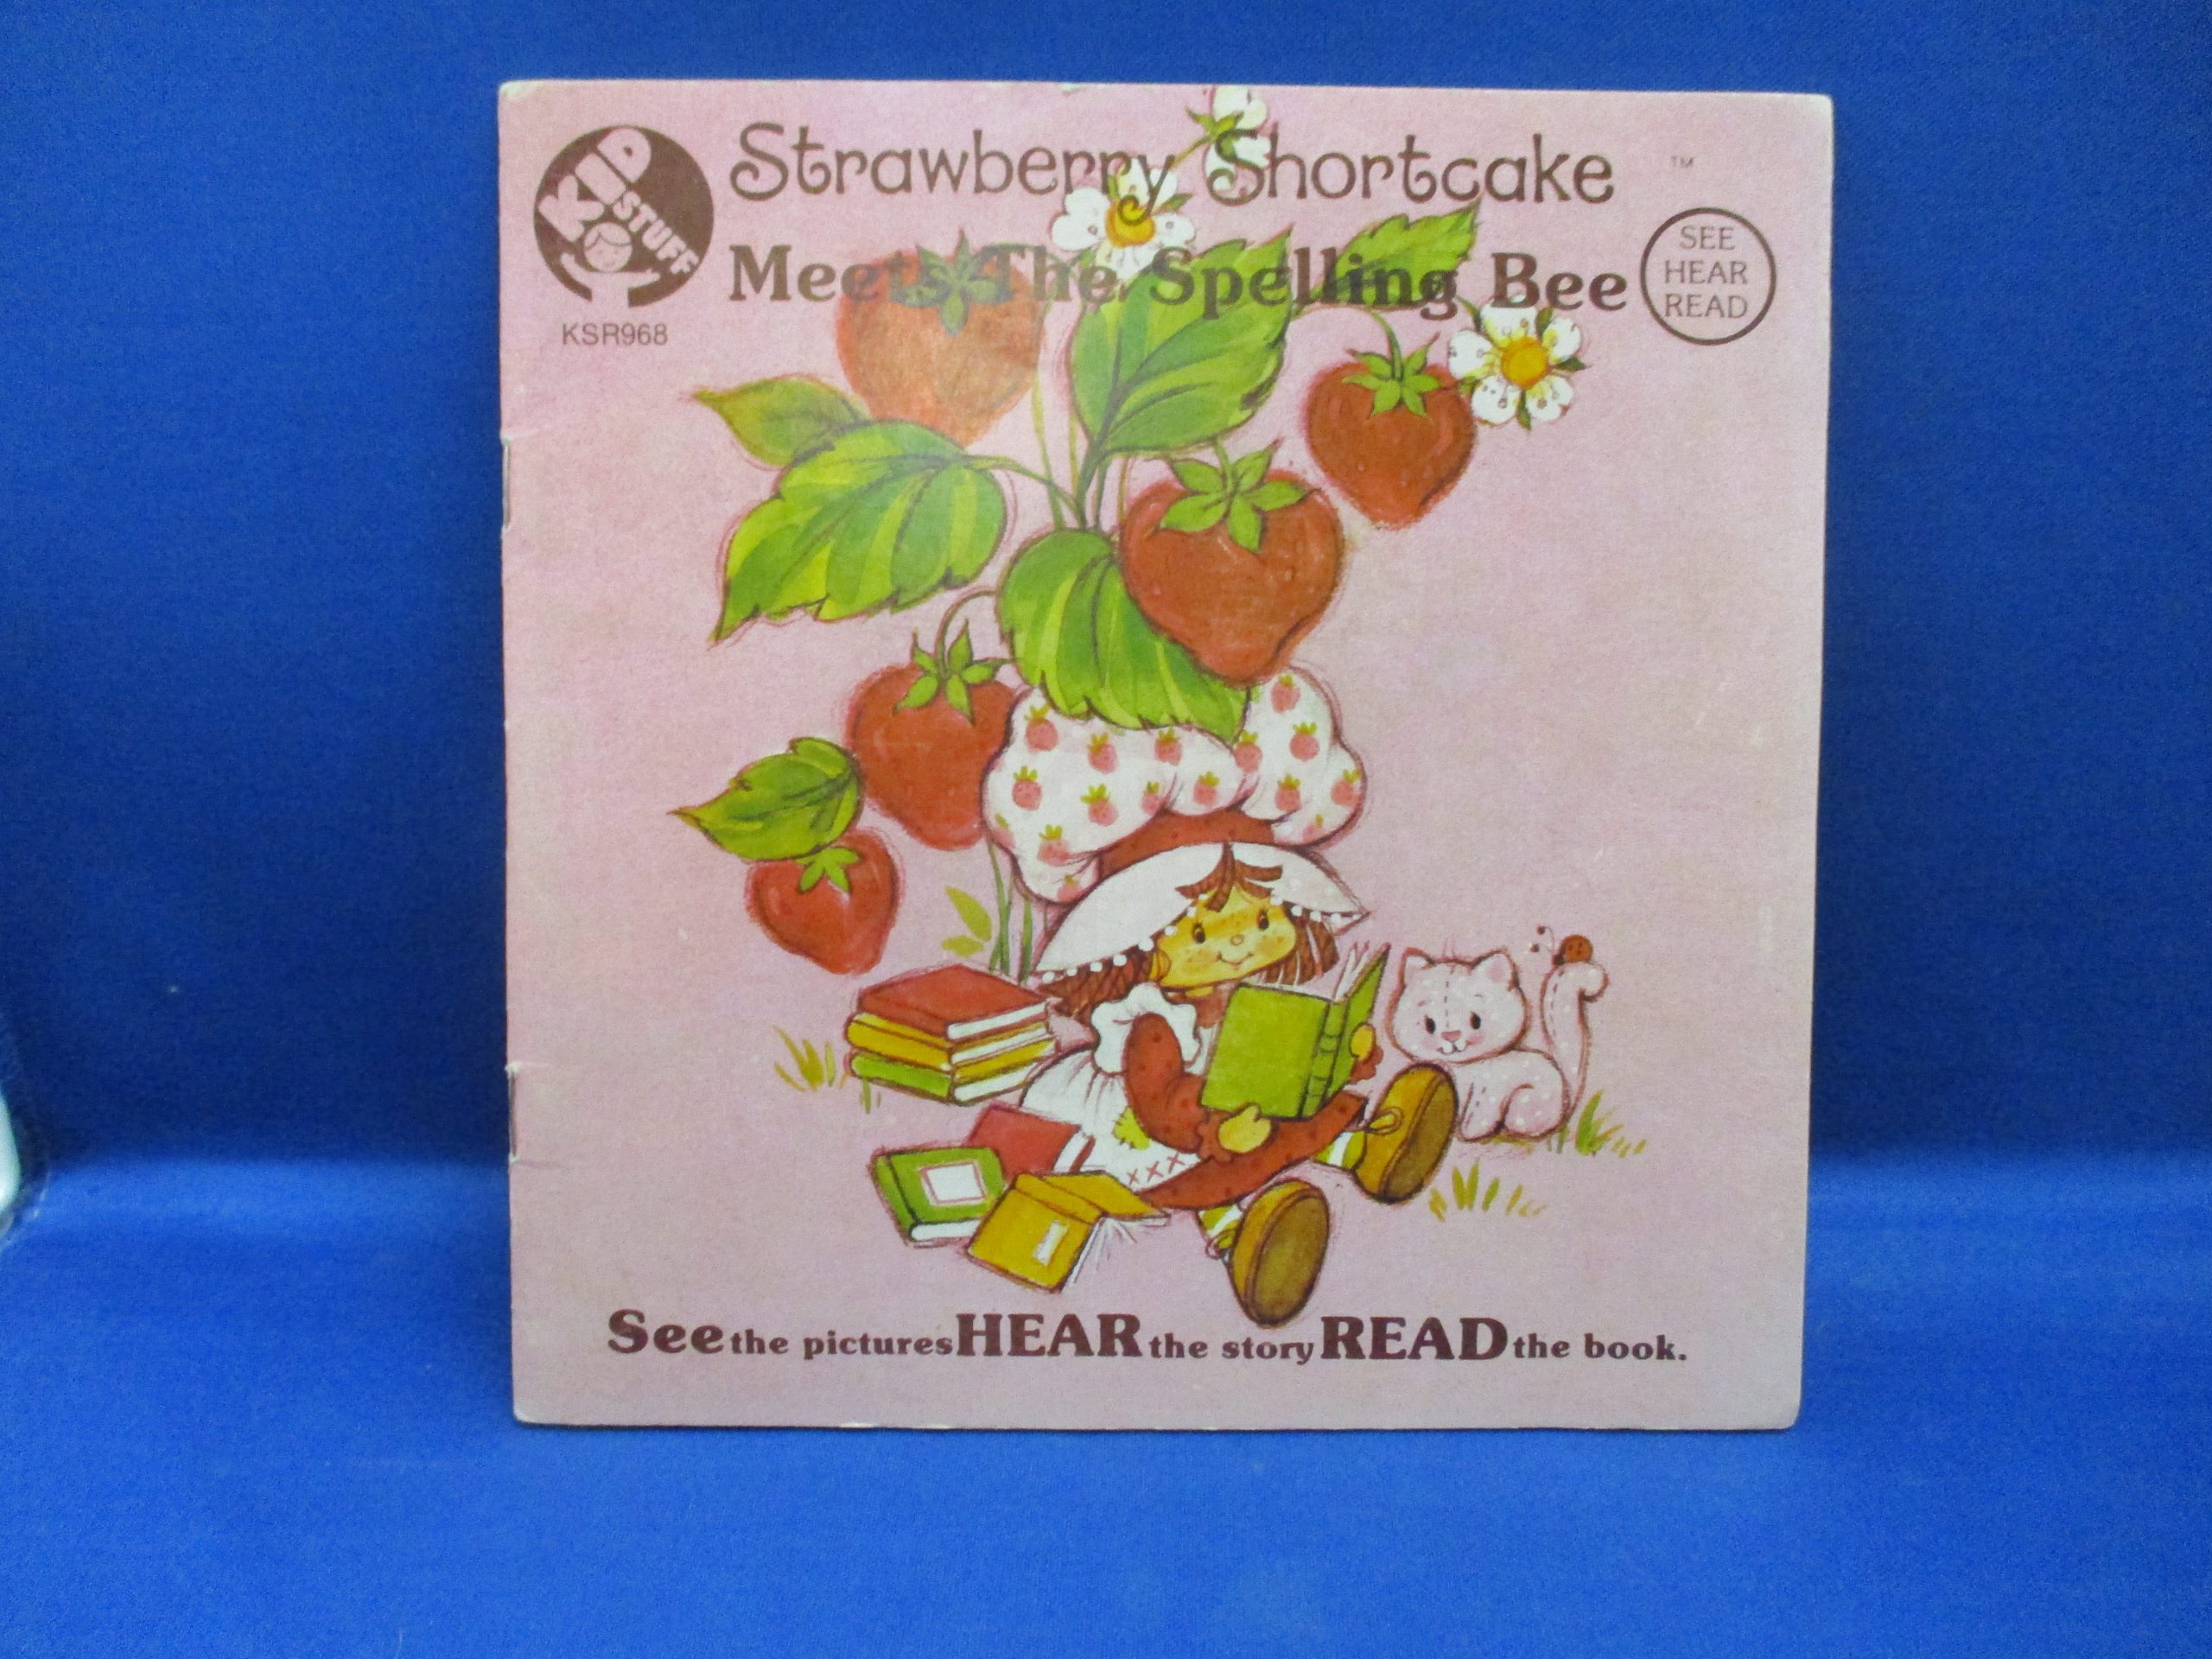 KID STUFF
KSR968
Strawberry Shortcake ™
Meets The Spelling Bee
SEE
HEAR
READ
See the pictures HEAR the story READ the book.